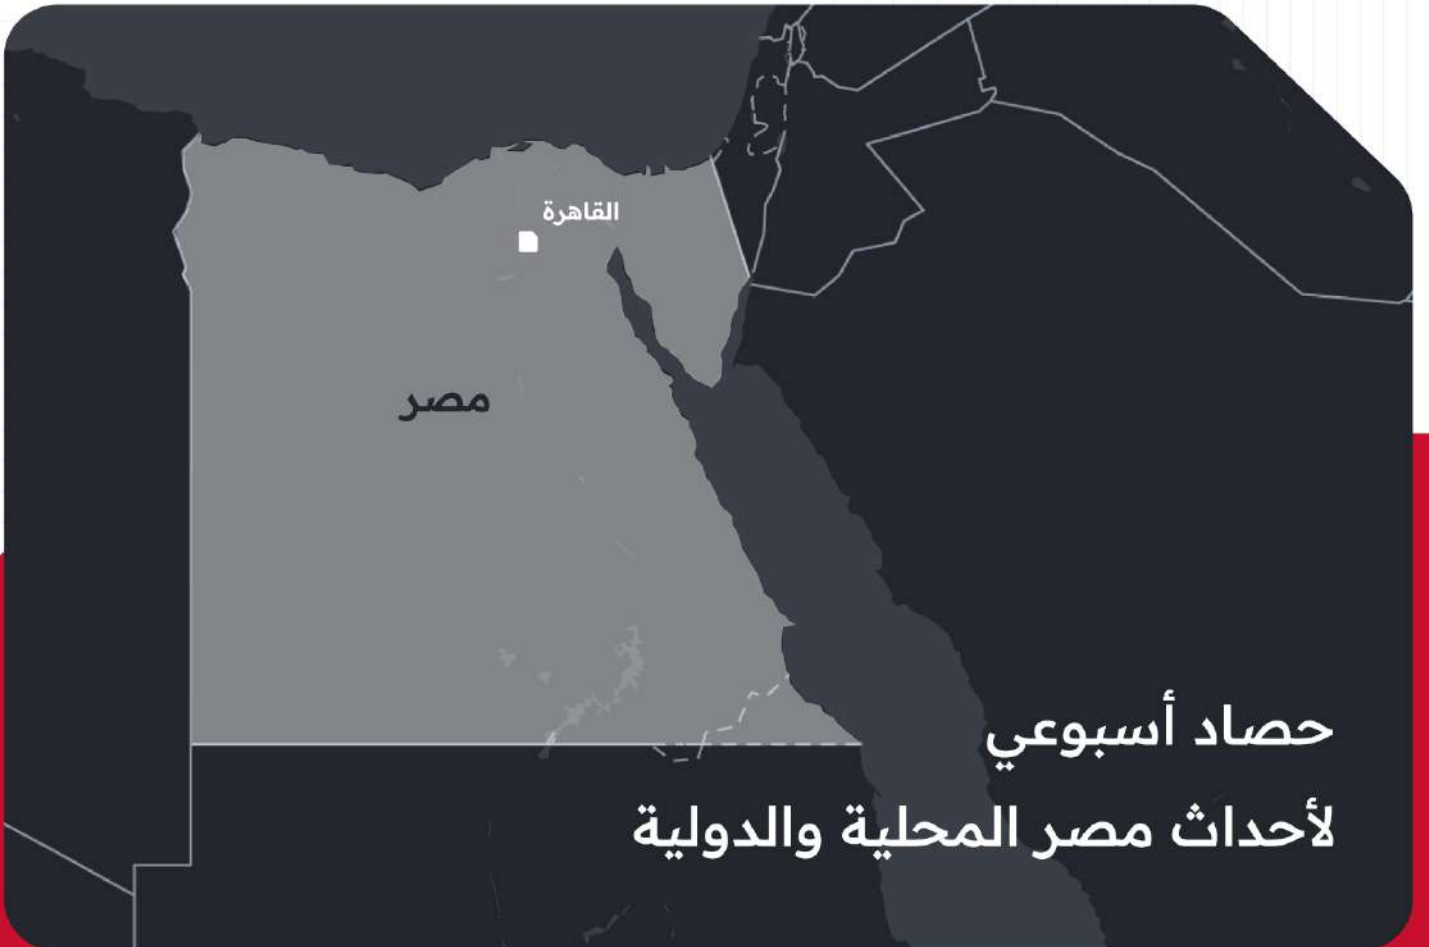 القاهرة
مصر
حصاد أسبوعي
لأحداث مصر المحلية والدولية